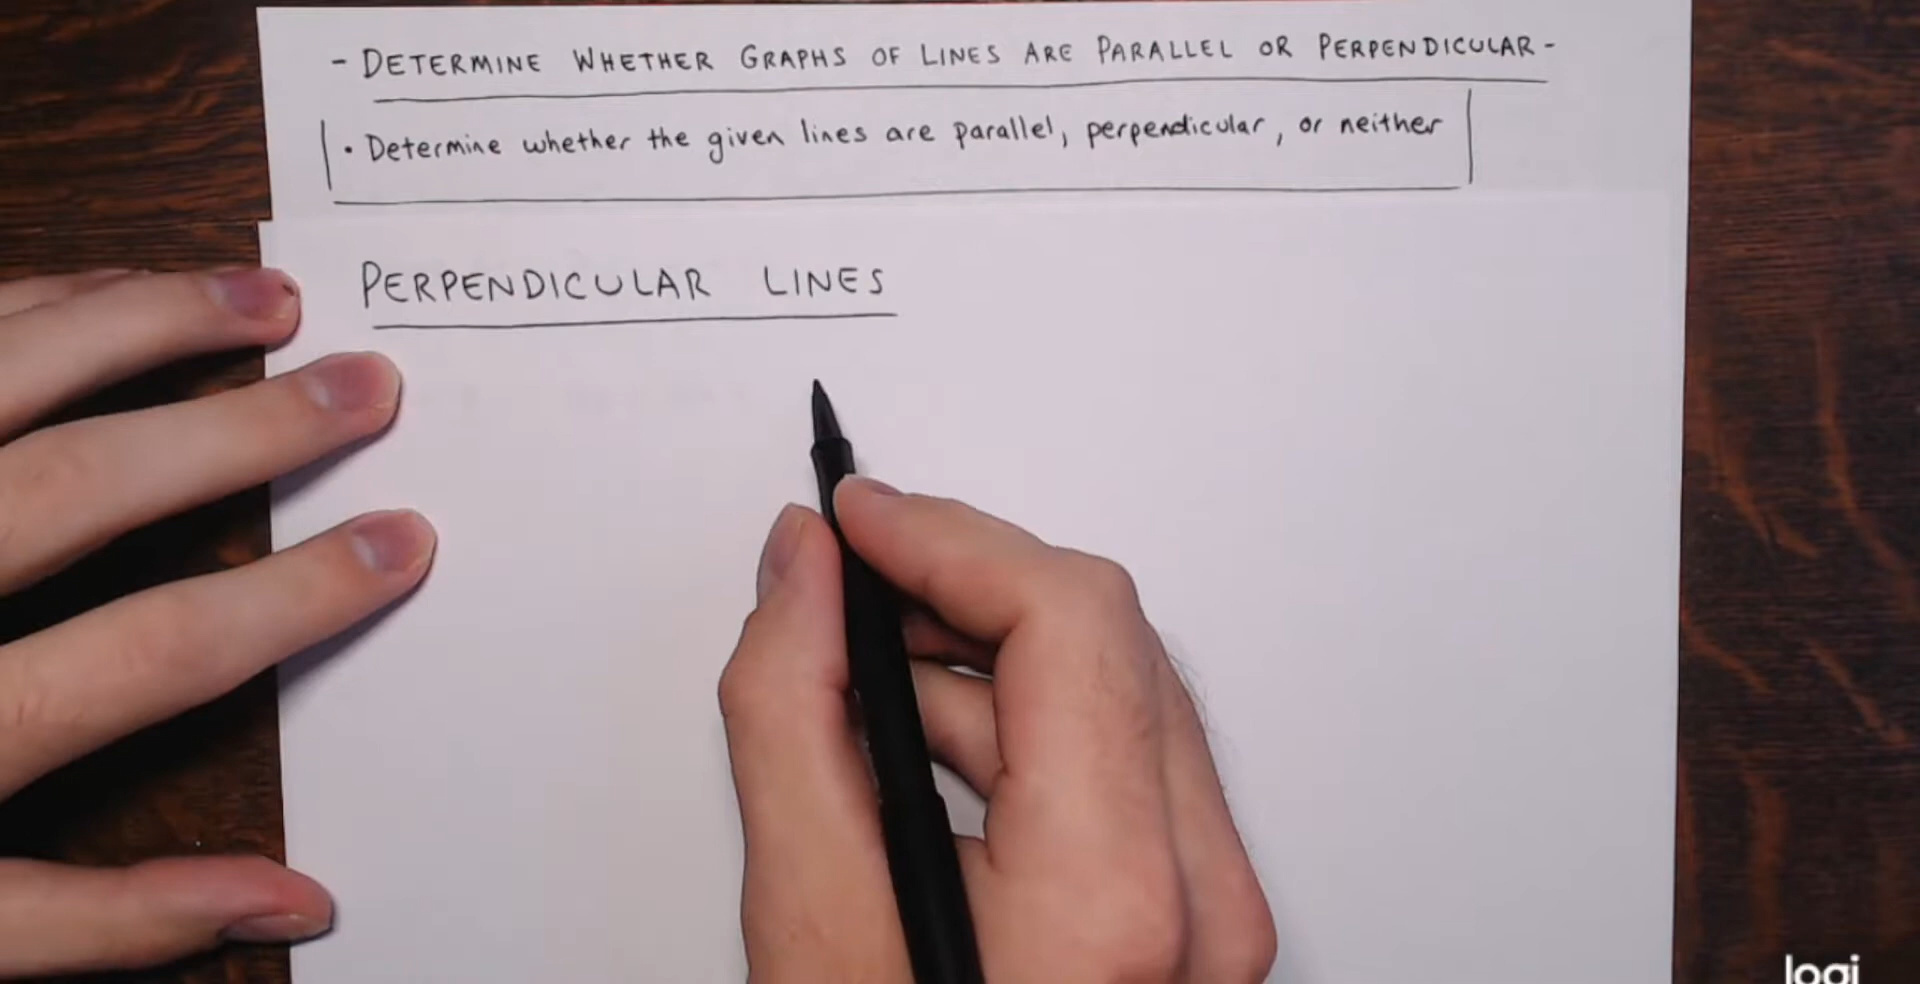 - DETERMINE WHETHER GRAPHS OF LINES ARE PARALLEL OR PERPENDICULAR -
• Determine whether the given lines are parallel, perpendicular, or neither
PERPENDICULAR LINES
logi